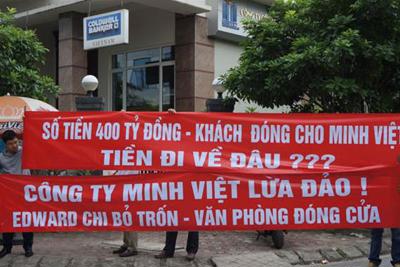 COLDWELL
BANKER
VIETNAM
SỐ TIỀN 400 TỶ ĐỒNG - KHÁCH ĐÓNG CHO MINH VIỆT
TIỀN ĐI VỀ ĐÂU ???
CÔNG TY MINH VIỆT LỪA ĐẢO !
EDWARD CHI BỎ TRỐN - VĂN PHÒNG ĐÓNG CỬA